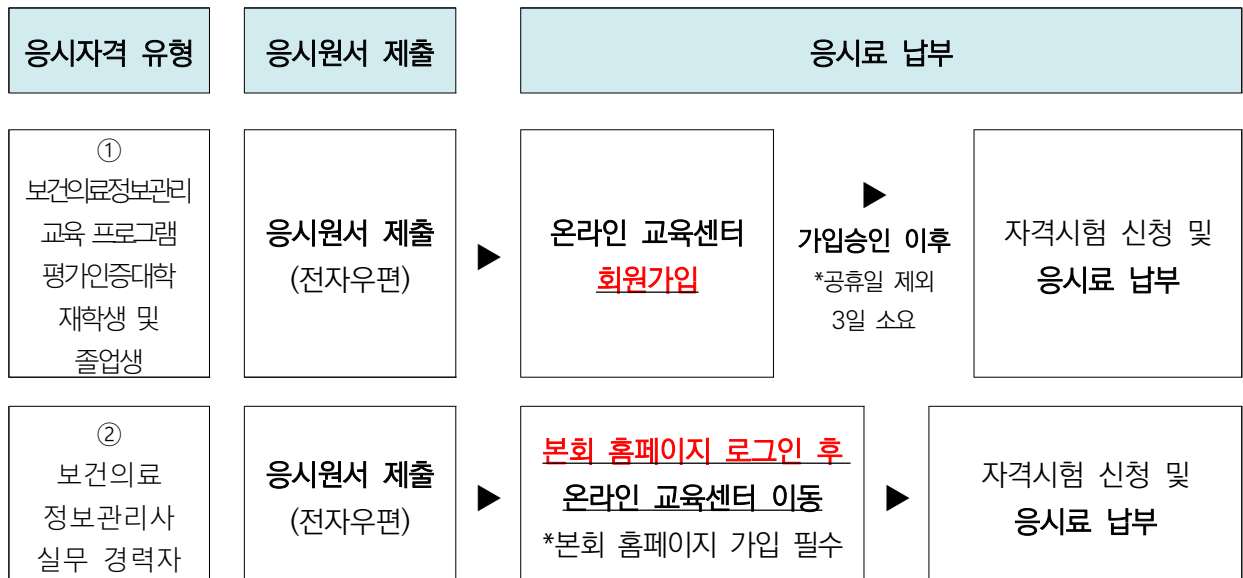 응시자격 유형
응시원서 제출
응시료 납부
①
보건의료정보관리
교육 프로그램
평가인증대학
재학생 및
졸업생
응시원서 제출
(전자우편)
▶
온라인 교육센터
회원가입
▶
가입승인 이후
*공휴일 제외
3일 소요
자격시험 신청 및
응시료 납부
②
보건의료
정보관리사
실무 경력자
응시원서 제출
(전자우편)
▶
본회 홈페이지 로그인 후
온라인 교육센터 이동
*본회 홈페이지 가입 필수
▶
자격시험 신청 및
응시료 납부